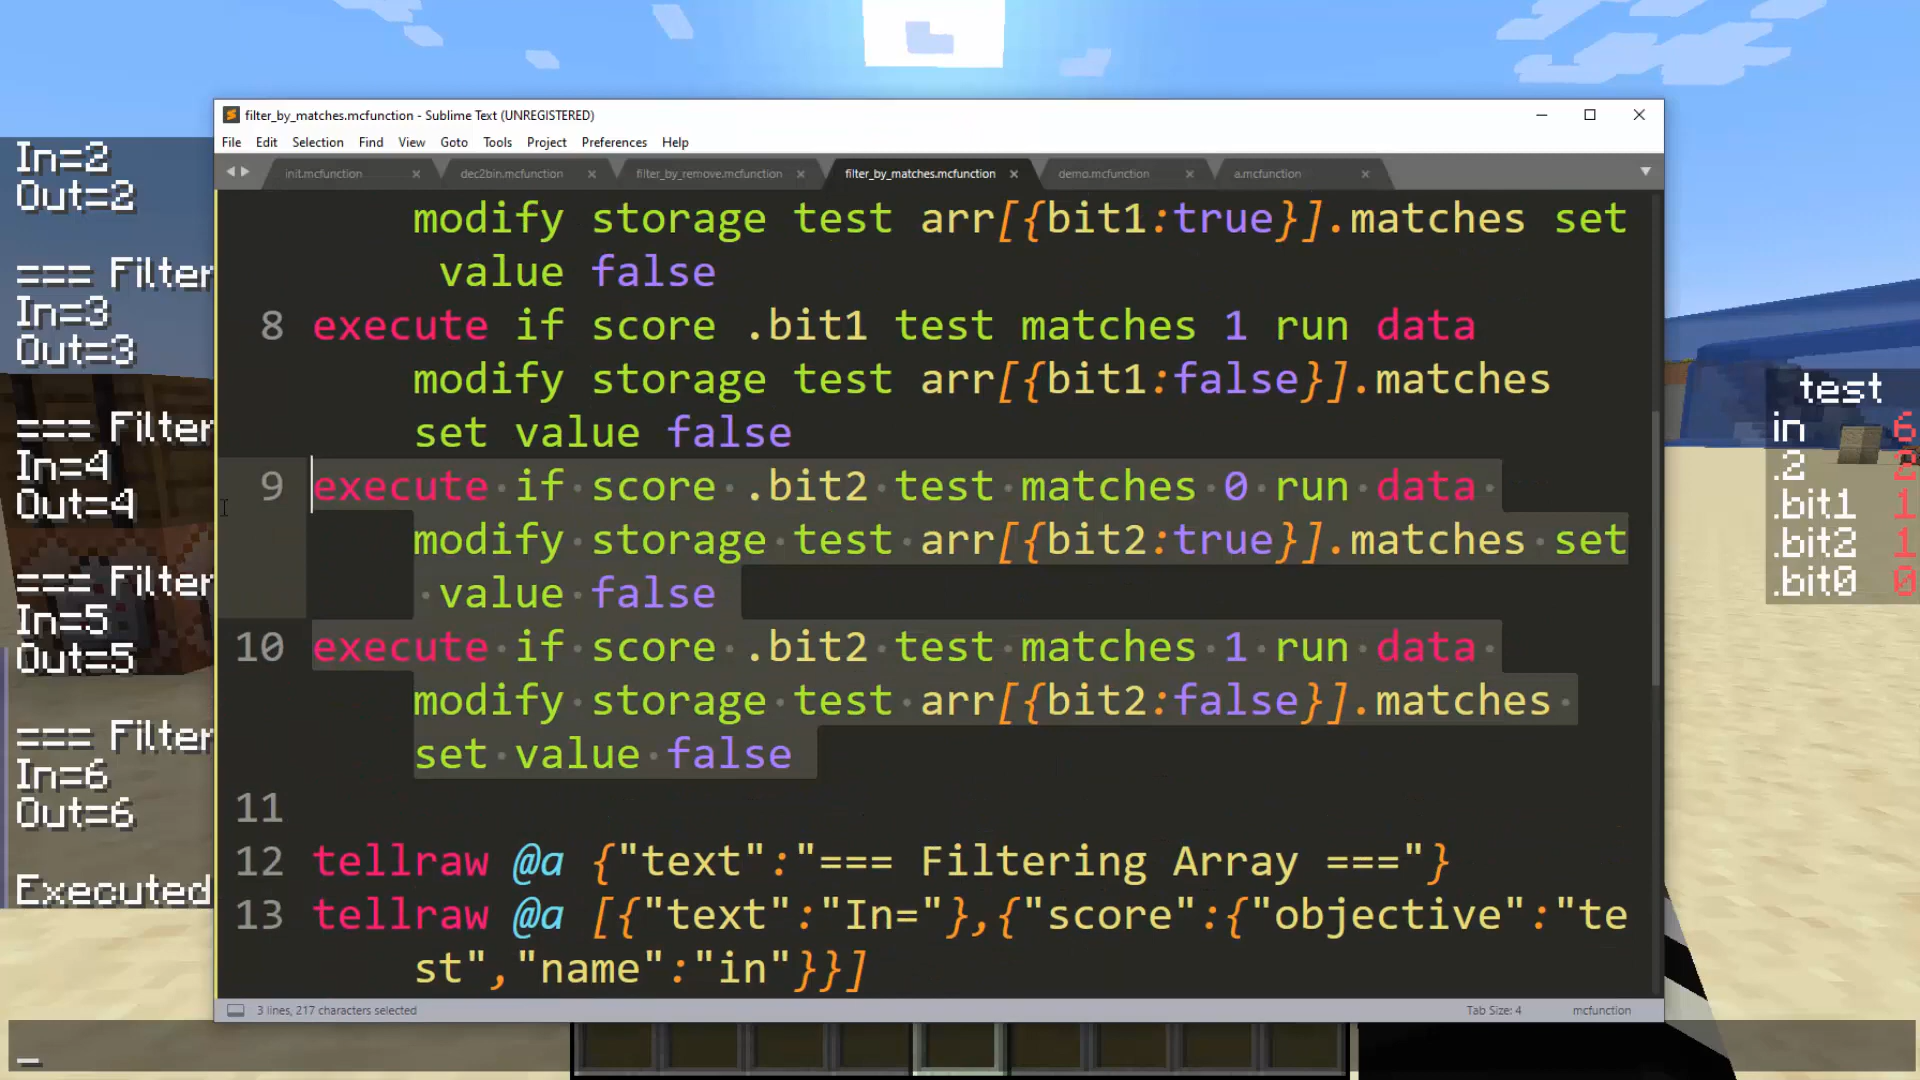 filter_by_matches.mcfunction - Sublime Text (UNREGISTERED)
File Edit Selection Find View Goto Tools Project Preferences Help
init.mcfunction dec2bin.mcfunction filter_by_remove.mcfunction filter_by_matches.mcfunction demo.mcfunction a.mcfunction
modify storage test arr[{bit1:true}].matches set
value false
8 execute if score .bit1 test matches 1 run data
modify storage test arr[{bit1:false}].matches
set value false
9 execute if score .bit2 test matches 0 run data
modify storage test arr[{bit2:true}].matches set
value false
10 execute if score .bit2 test matches 1 run data
modify storage test arr[{bit2:false}].matches
set value false
11
12 tellraw @a {"text":"=== Filtering Array ==="}
13 tellraw @a [{"text":"In="},{"score":{"objective":"te
st","name":"in"}}]
3 lines, 217 characters selected
Tab Size: 4
mcfunction
In=2
Out=2
=== Filter
In=3
Out=3
=== Filter
In=4
Out=4
=== Filter
In=5
Out=5
=== Filter
In=6
Out=6
Executed
_
test
in 6
.2 2
.bit1 1
.bit2 1
.bit0 0